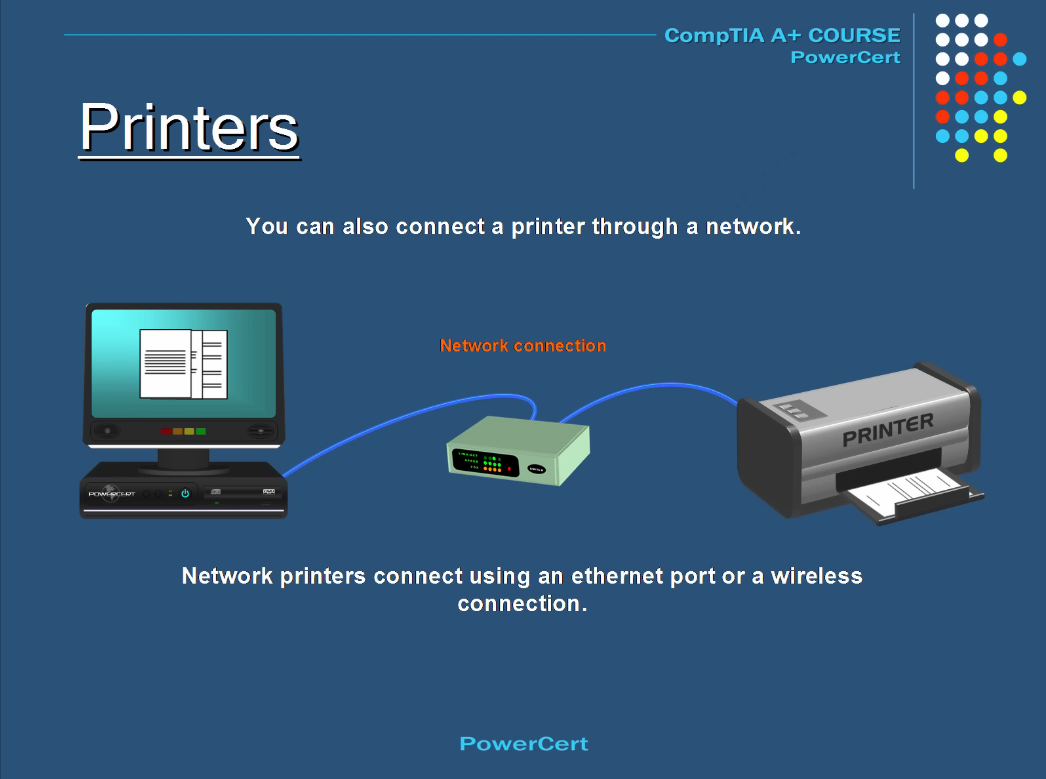 CompTIA A+ COURSE
PowerCert
Printers
You can also connect a printer through a network.
Network connection
PRINTER
POWERCERT
Network printers connect using an ethernet port or a wireless
connection.
PowerCert